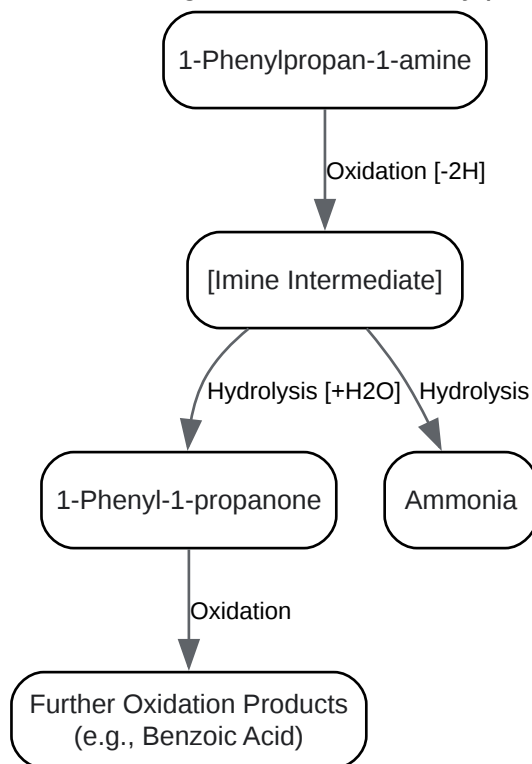 1-Phenylpropan-1-amine
Oxidation [-2H]
[Imine Intermediate]
Hydrolysis [+H2O] Hydrolysis
1-Phenyl-1-propanone
Ammonia
Oxidation
Further Oxidation Products
(e.g., Benzoic Acid)